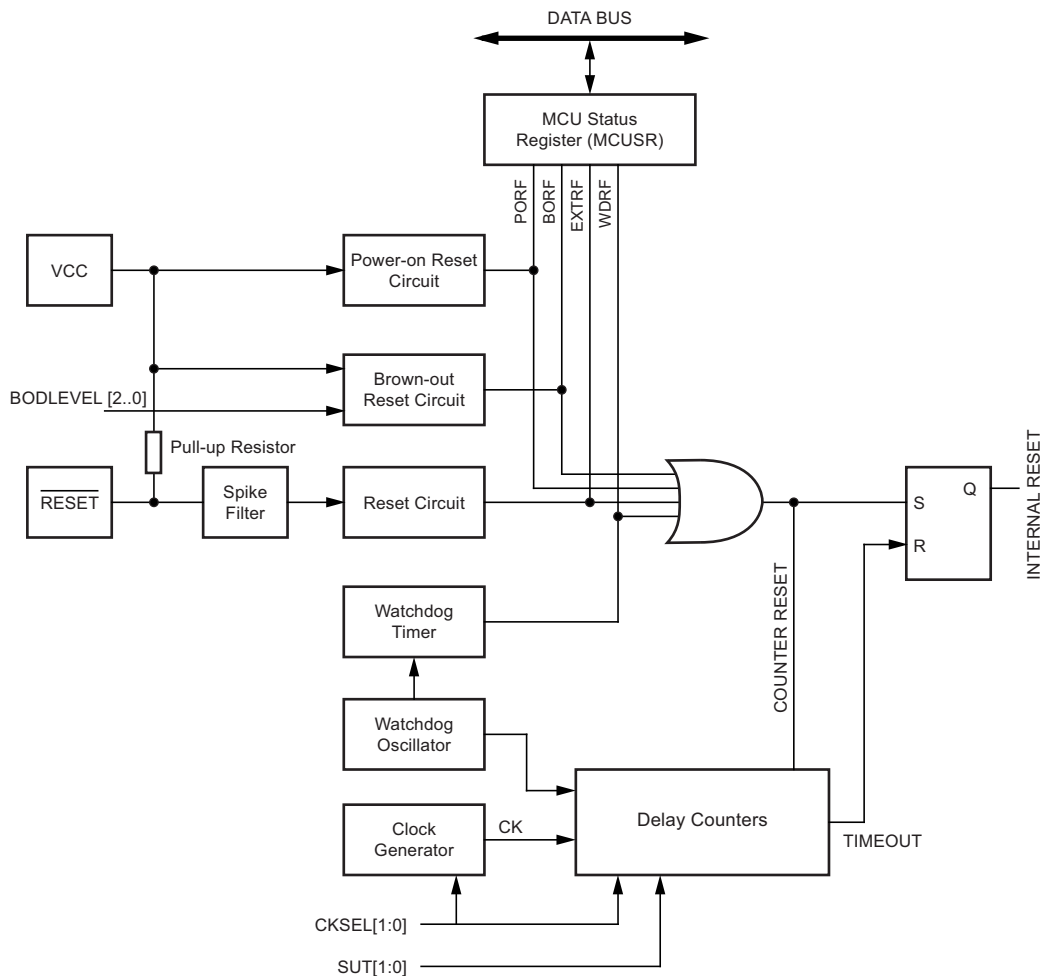 DATA BUS
MCU Status
Register (MCUSR)
PORF
BORF
EXTRF
WDRF
VCC
Power-on Reset
Circuit
BODLEVEL [2..0]
Brown-out
Reset Circuit
Pull-up Resistor
RESET
Spike
Filter
Reset Circuit
S
Q
R
INTERNAL RESET
COUNTER RESET
Watchdog
Timer
Watchdog
Oscillator
Clock
Generator
CK
Delay Counters
TIMEOUT
CKSEL[1:0]
SUT[1:0]